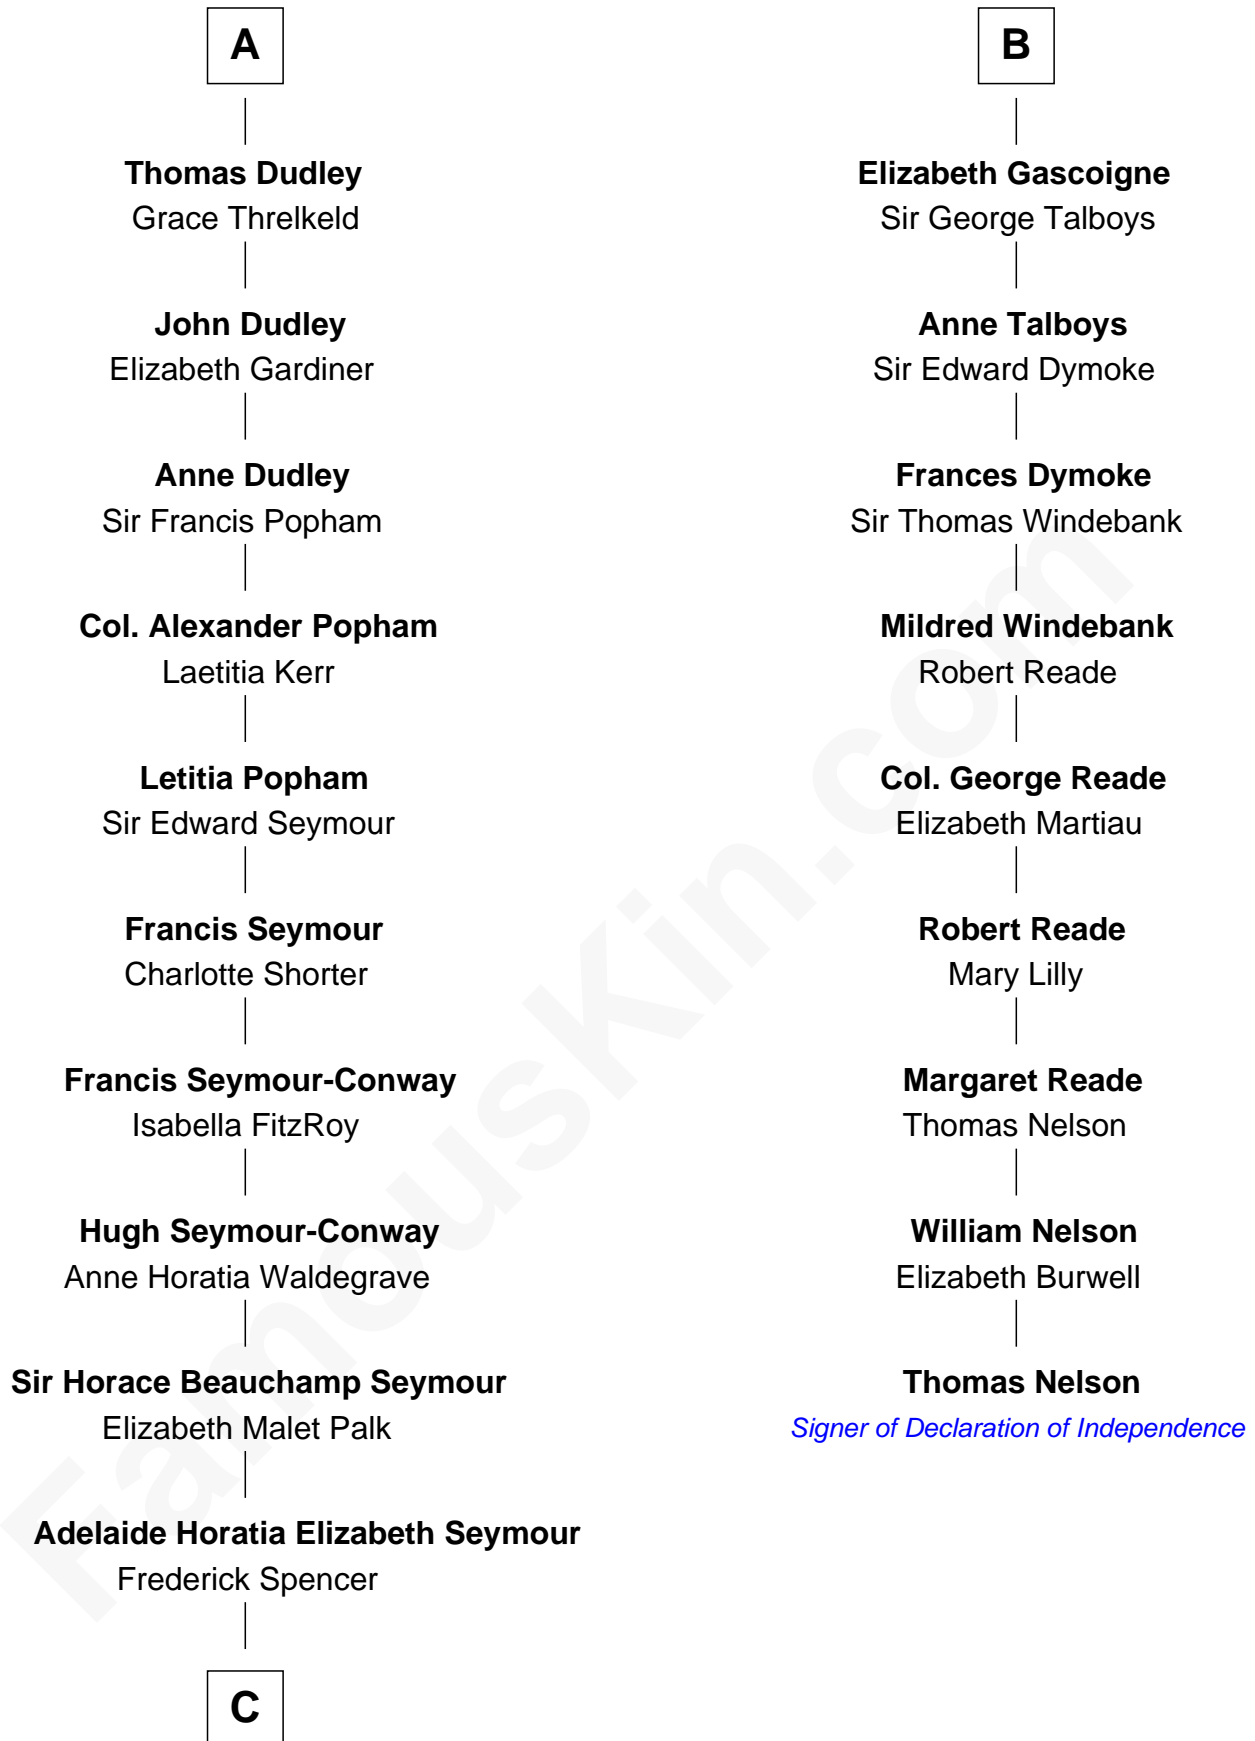 A
Thomas Dudley
Grace Threlkeld
John Dudley
Elizabeth Gardiner
Anne Dudley
Sir Francis Popham
Col. Alexander Popham
Laetitia Kerr
Letitia Popham
Sir Edward Seymour
Francis Seymour
Charlotte Shorter
Francis Seymour-Conway
Isabella FitzRoy
Hugh Seymour-Conway
Anne Horatia Waldegrave
Sir Horace Beauchamp Seymour
Elizabeth Malet Palk
Adelaide Horatia Elizabeth Seymour
Frederick Spencer
C
B
Elizabeth Gascoigne
Sir George Talboys
Anne Talboys
Sir Edward Dymoke
Frances Dymoke
Sir Thomas Windebank
Mildred Windebank
Robert Reade
Col. George Reade
Elizabeth Martiau
Robert Reade
Mary Lilly
Margaret Reade
Thomas Nelson
William Nelson
Elizabeth Burwell
Thomas Nelson
Signer of Declaration of Independence
FamousKin.com